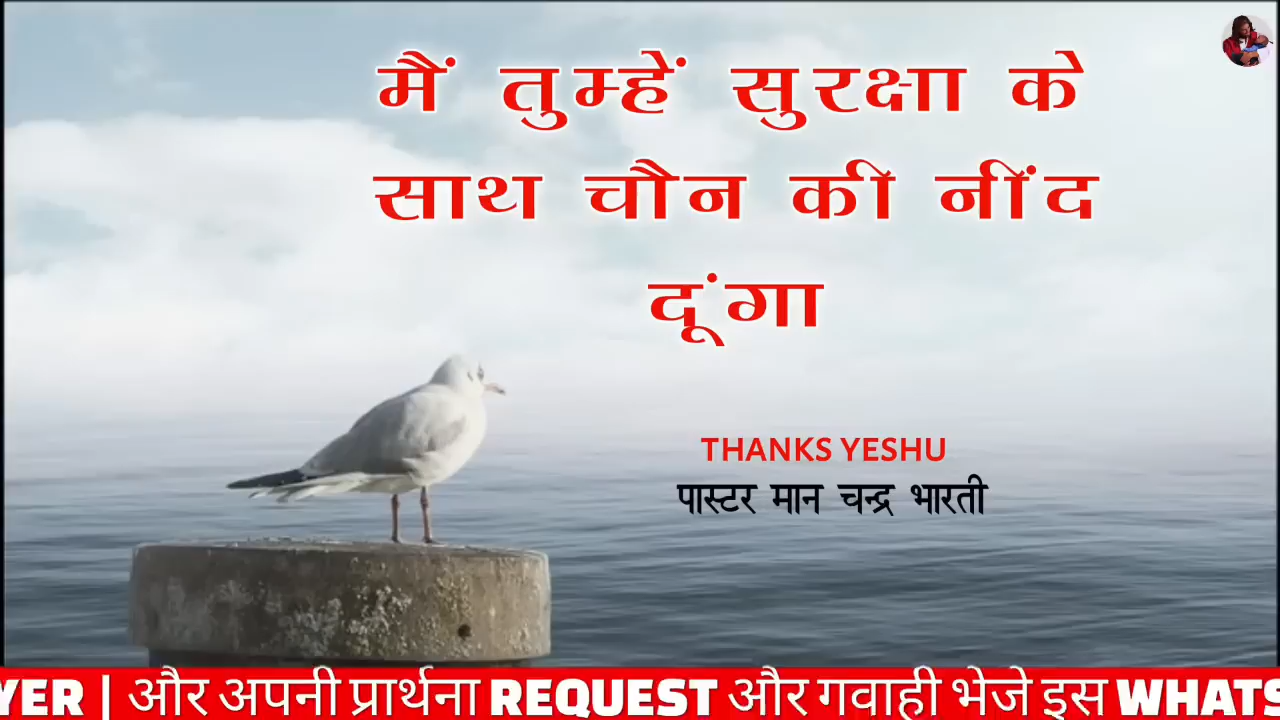 मैं तुम्हें सुरक्षा के
साथ चौन की नींद
दूंगा
THANKS YESHU
पास्टर मान चन्द्र भारती
YER | और अपनी प्रार्थना REQUEST और गवाही भेजे इस WHATS